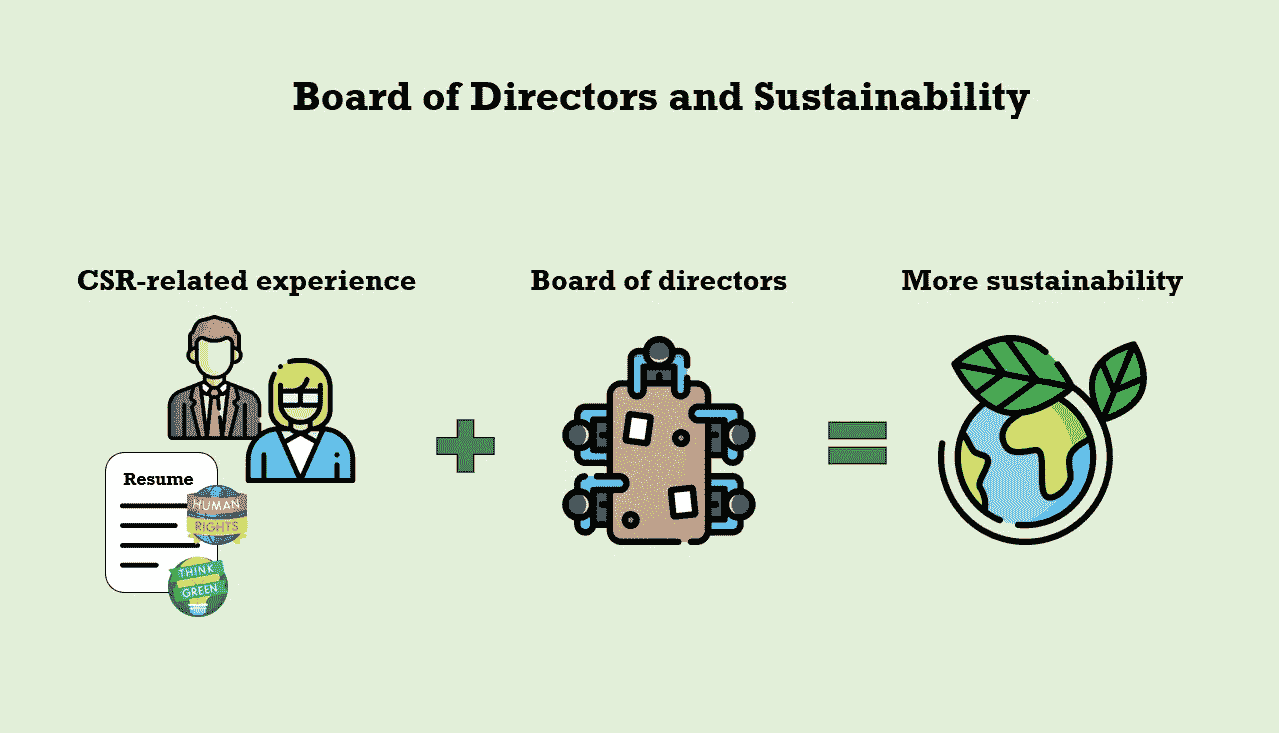 Board of Directors and Sustainability
CSR-related experience
Board of directors
More sustainability
Resume
HUMAN
RIGHTS
THINK
GREEN